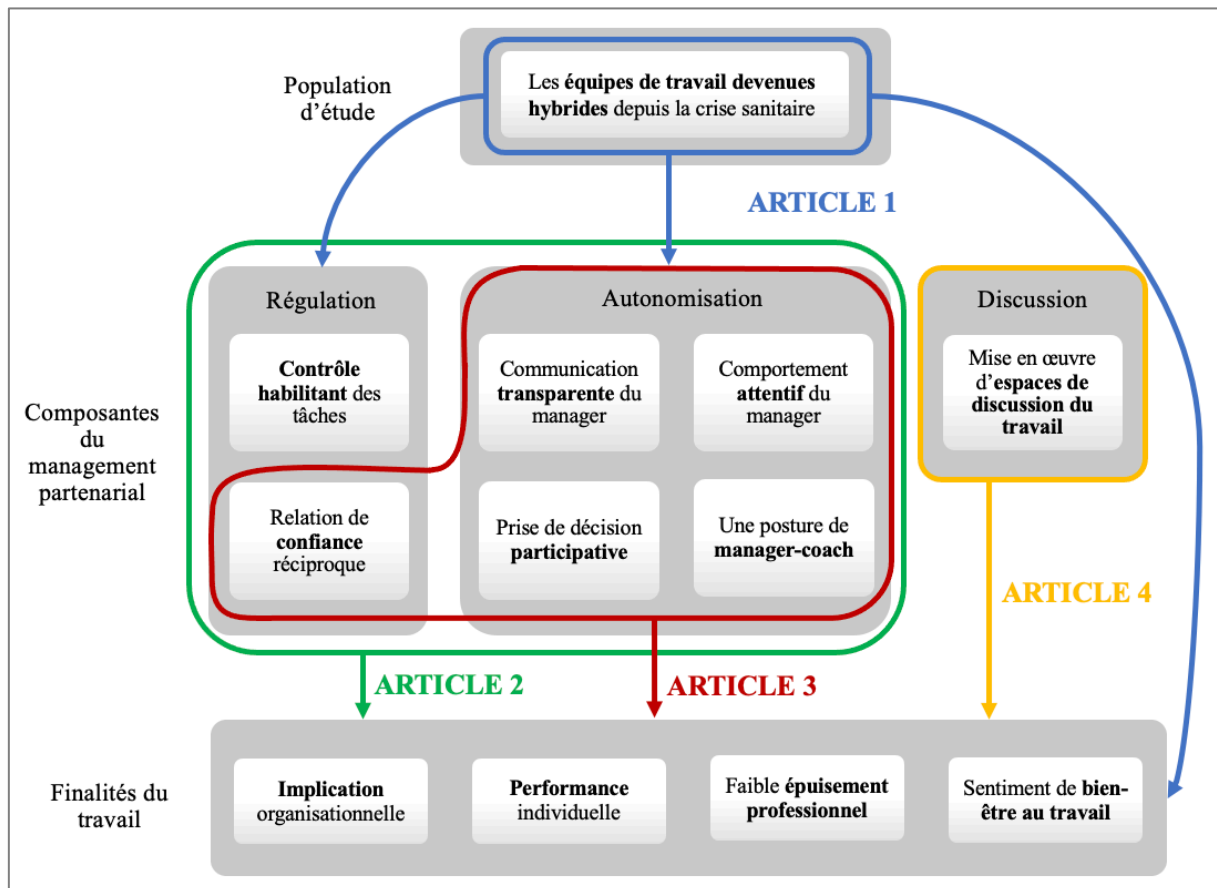 Population
d'étude
Les équipes de travail devenues
hybrides depuis la crise sanitaire
ARTICLE 1
Composantes
du
management
partenarial
Régulation
Contrôle
habilitant des
tâches
Relation de
confiance
réciproque
Autonomisation
Communication
transparente du
manager
Comportement
attentif du
manager
Prise de décision
participative
Une posture de
manager-coach
Discussion
Mise en œuvre
d'espaces de
discussion du
travail
ARTICLE 2
ARTICLE 3
ARTICLE 4
Finalités du
travail
Implication
organisationnelle
Performance
individuelle
Faible épuisement
professionnel
Sentiment de bien-
être au travail